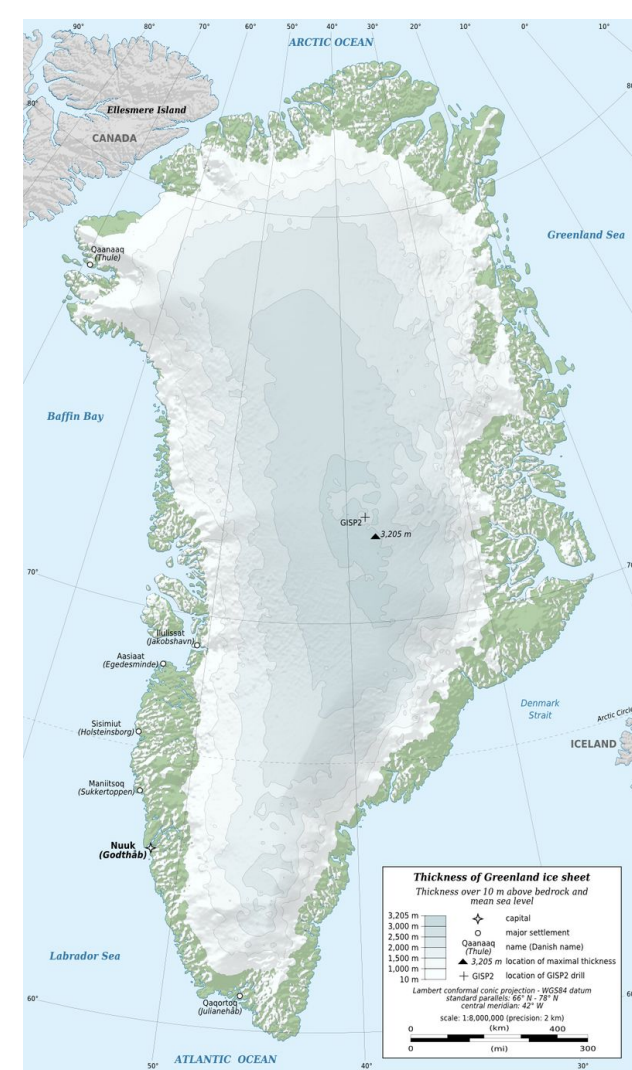 90°
80°
70°
60°
50°
40°
30°
20°
10°
0°
10°
ARCTIC OCEAN
80°
80
Ellesmere Island
CANADA
Greenland Sea
Qaanaaq
(Thule)
Baffin Bay
GISP2
3,205 m
70°
70
Ilulissat
(Jakobshavn)
Aasiaat
(Egedesminde)
Denmark
Strait
Arctic Circle
Sisimiut
(Holsteinsborg)
ICELAND
Maniitsoq
(Sukkertoppen)
Nuuk
(Godthåb)
Labrador Sea
60°
60
Qaqortoq
(Julianehåb)
ATLANTIC OCEAN
50°
40°
30°
Thickness of Greenland ice sheet
Thickness over 10 m above bedrock and
mean sea level
3,205 m
3,000 m
2,500 m
2,000 m
1,500 m
1,000 m
10 m
capital
major settlement
Qaanaaq
(Thule)
name (Danish name)
3,205 m location of maximal thickness
GISP2 location of GISP2 drill
Lambert conformal conic projection - WGS84 datum
standard parallels: 66° N - 78° N
central meridian: 42° W
scale: 1:8,000,000 (precision: 2 km)
0 (km) 400
0 (mi) 300